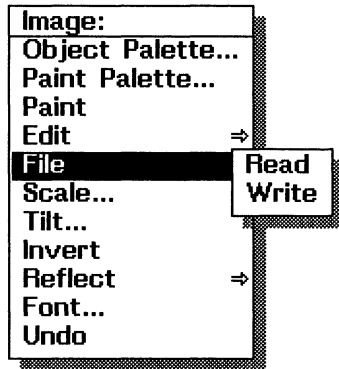 Image:
Object Palette...
Paint Palette...
Paint
Edit ⇒
File
Read
Write
Scale...
Tilt...
Invert
Reflect ⇒
Font...
Undo